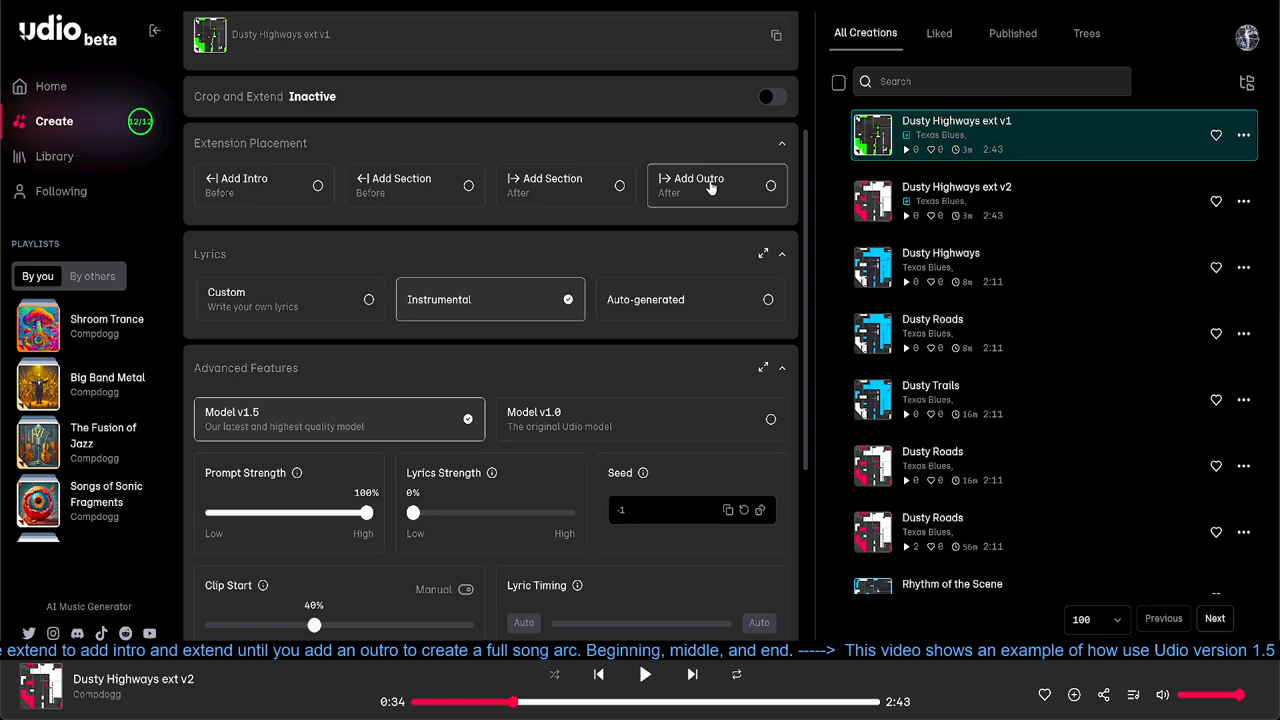 udio beta
Home
Create
12/12
Library
Following
PLAYLISTS
By you
By others
Shroom Trance
Compdogg
Big Band Metal
Compdogg
The Fusion of
Jazz
Compdogg
Songs of Sonic
Fragments
Compdogg
AI Music Generator
Dusty Highways ext v1
Crop and Extend Inactive
Extension Placement
Add Intro
Before
Add Section
Before
Add Section
After
Add Outro
After
Lyrics
Custom
Write your own lyrics
Instrumental
Auto-generated
Advanced Features
Model v1.5
Our latest and highest quality model
Model v1.0
The original Udio model
Prompt Strength
100%
Low High
Lyrics Strength
0%
Low High
Seed
-1
Clip Start
Manual
40%
Lyric Timing
Auto
Auto
All Creations
Liked
Published
Trees
Search
Dusty Highways ext v1
Texas Blues,
0 0 3m 2:43
Dusty Highways ext v2
Texas Blues,
0 0 3m 2:43
Dusty Highways
Texas Blues,
0 0 8m 2:11
Dusty Roads
Texas Blues,
0 0 8m 2:11
Dusty Trails
Texas Blues,
0 0 16m 2:11
Dusty Roads
Texas Blues,
0 0 16m 2:11
Dusty Roads
Texas Blues,
2 0 56m 2:11
Rhythm of the Scene
100
Previous
Next
e extend to add intro and extend until you add an outro to create a full song arc. Beginning, middle, and end. -----> This video shows an example of how use Udio version 1.5
Dusty Highways ext v2
Compdogg
0:34
2:43